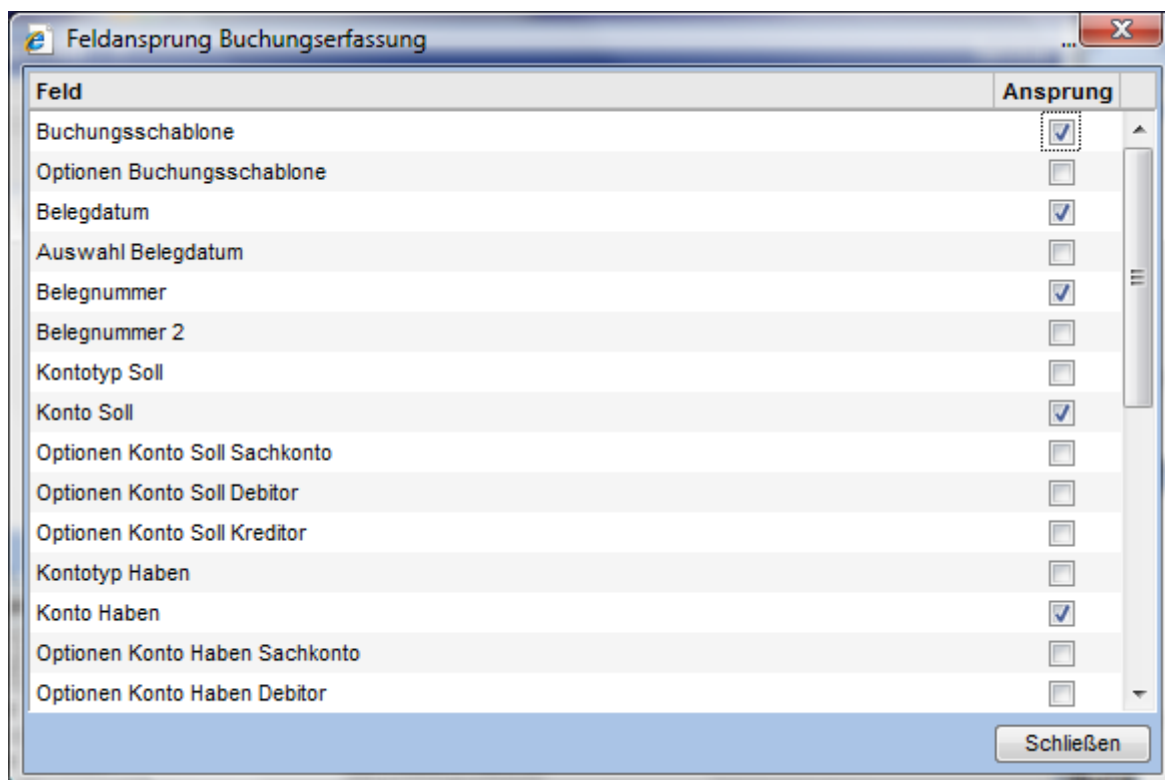 Feldansprung Buchungserfassung ...
Feld Ansprung
Buchungsschablone
Optionen Buchungsschablone
Belegdatum
Auswahl Belegdatum
Belegnummer
Belegnummer 2
Kontotyp Soll
Konto Soll
Optionen Konto Soll Sachkonto
Optionen Konto Soll Debitor
Optionen Konto Soll Kreditor
Kontotyp Haben
Konto Haben
Optionen Konto Haben Sachkonto
Optionen Konto Haben Debitor
Schließen